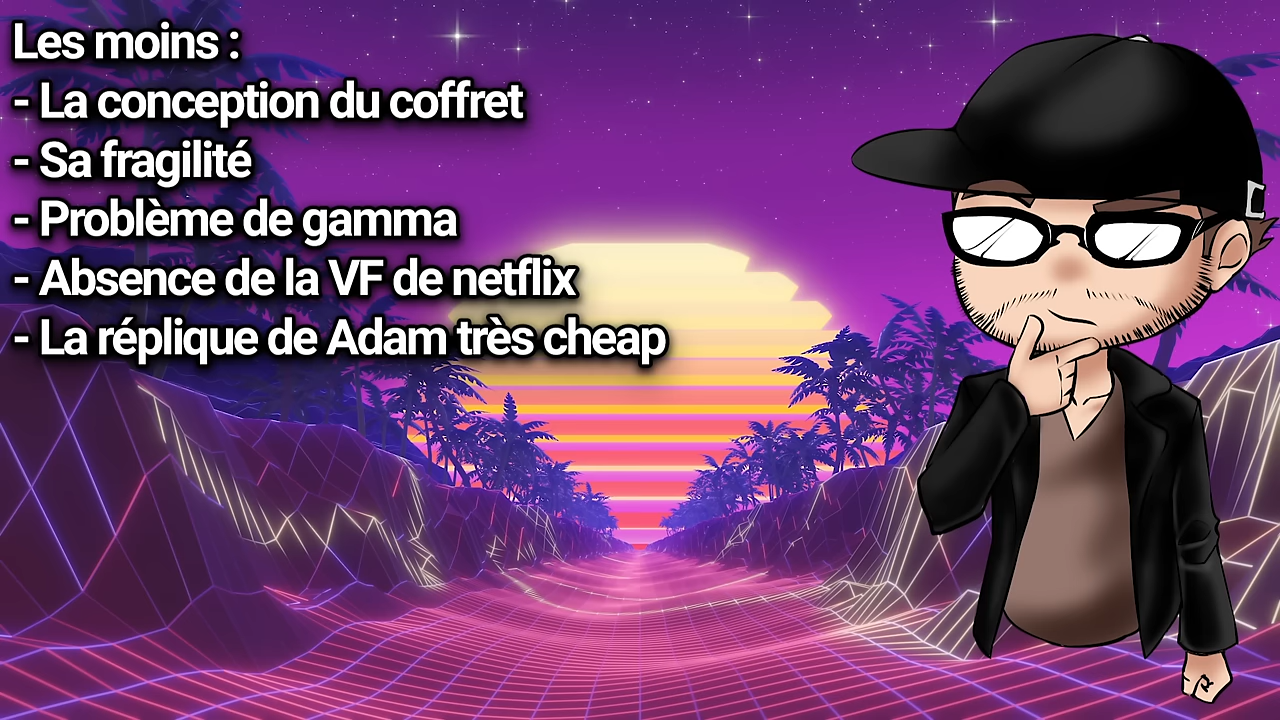 Les moins :
- La conception du coffret
- Sa fragilité
- Problème de gamma
- Absence de la VF de netflix
- La réplique de Adam très cheap